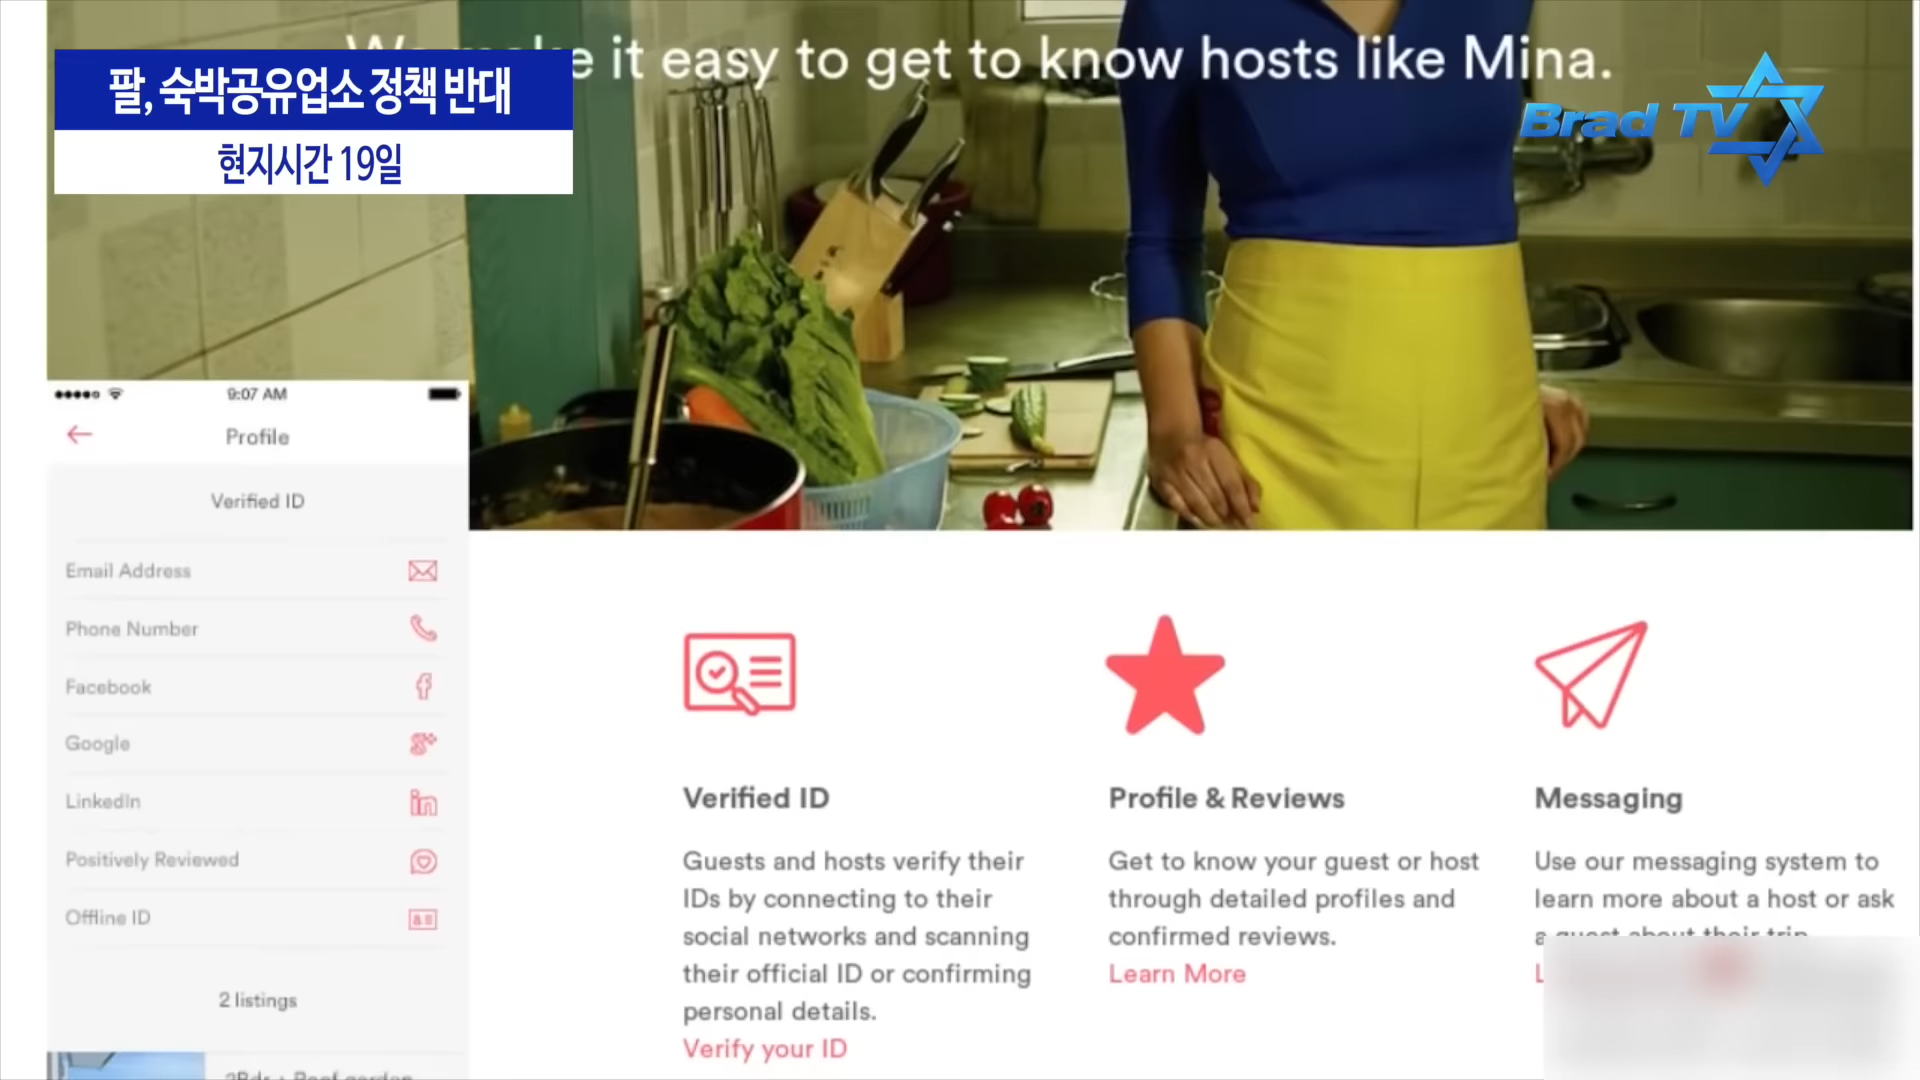 팔, 숙박공유업소 정책 반대
현지시간 19일
it easy to get to know hosts like Mina.
Brad TV
9:07 AM
Profile
Verified ID
Email Address
Phone Number
Facebook
Google
LinkedIn
Positively Reviewed
Offline ID
2 listings
Verified ID
Guests and hosts verify their
IDs by connecting to their
social networks and scanning
their official ID or confirming
personal details.
Verify your ID
Profile & Reviews
Get to know your guest or host
through detailed profiles and
confirmed reviews.
Learn More
Messaging
Use our messaging system to
learn more about a host or ask
a guest about their trip